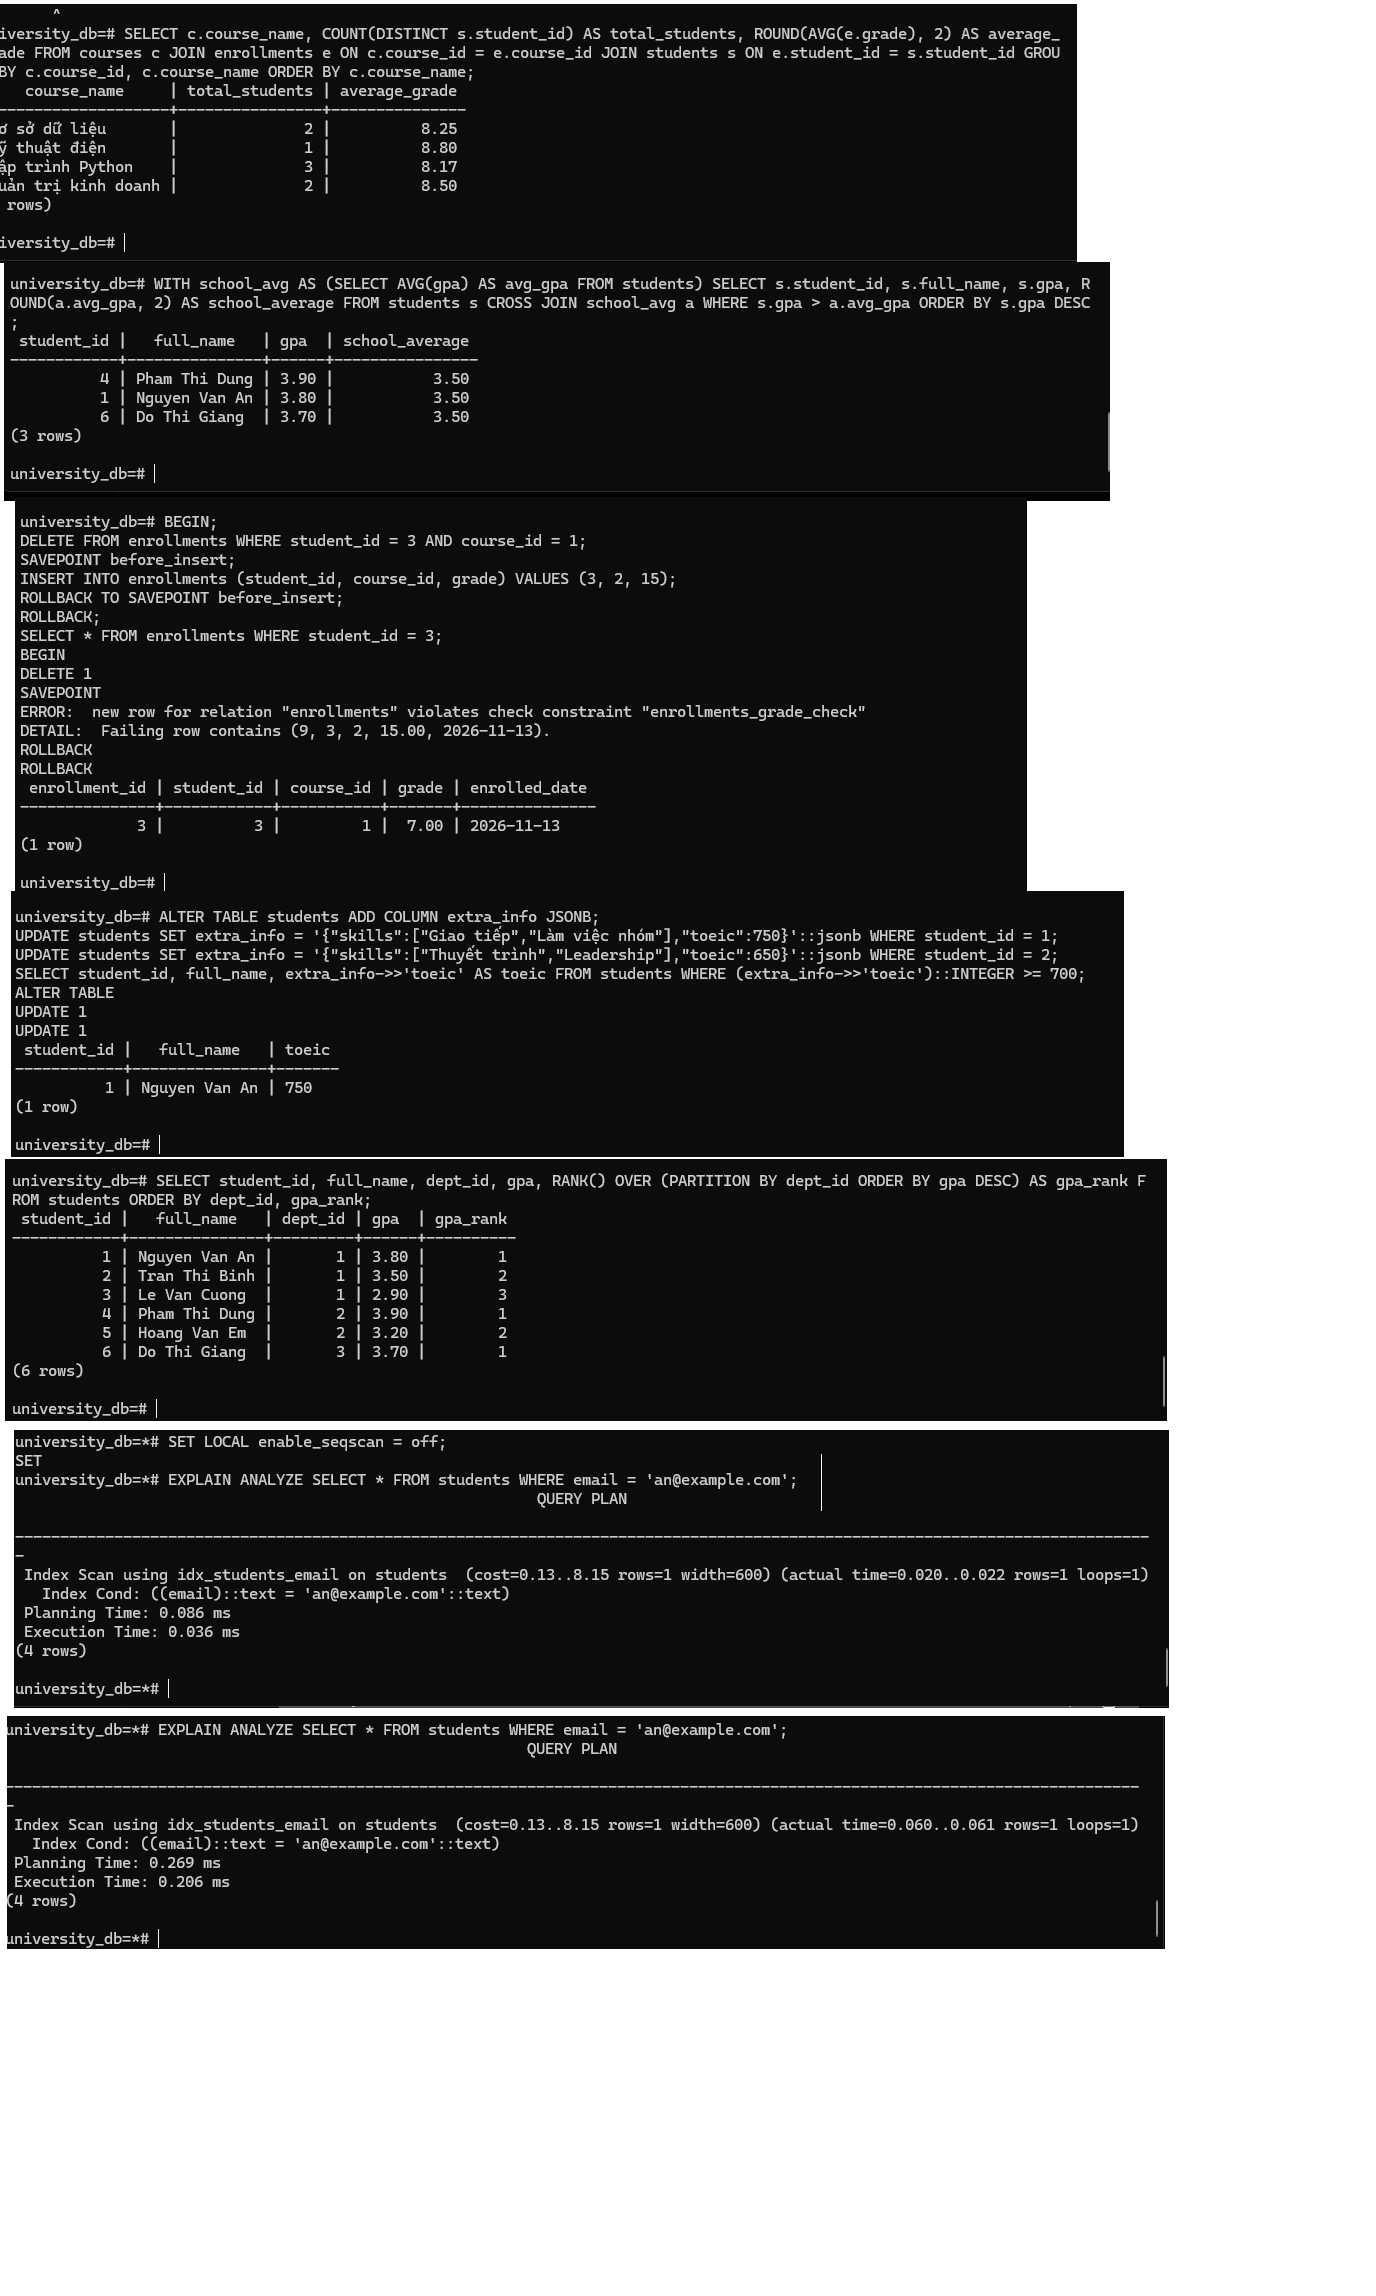 ^
iversity_db=# SELECT c.course_name, COUNT(DISTINCT s.student_id) AS total_students, ROUND(AVG(e.grade), 2) AS average_
ade FROM courses c JOIN enrollments e ON c.course_id = e.course_id JOIN students s ON e.student_id = s.student_id GROU
BY c.course_id, c.course_name ORDER BY c.course_name;
course_name | total_students | average_grade
-------------------+----------------+---------------
ơ sở dữ liệu | 2 | 8.25
ỹ thuật điện | 1 | 8.80
ập trình Python | 3 | 8.17
uản trị kinh doanh | 2 | 8.50
rows)
iversity_db=#
university_db=# WITH school_avg AS (SELECT AVG(gpa) AS avg_gpa FROM students) SELECT s.student_id, s.full_name, s.gpa, R
OUND(a.avg_gpa, 2) AS school_average FROM students s CROSS JOIN school_avg a WHERE s.gpa > a.avg_gpa ORDER BY s.gpa DESC
;
student_id | full_name | gpa | school_average
------------+---------------+------+----------------
4 | Pham Thi Dung | 3.90 | 3.50
1 | Nguyen Van An | 3.80 | 3.50
6 | Do Thi Giang | 3.70 | 3.50
(3 rows)
university_db=#
university_db=# BEGIN;
DELETE FROM enrollments WHERE student_id = 3 AND course_id = 1;
SAVEPOINT before_insert;
INSERT INTO enrollments (student_id, course_id, grade) VALUES (3, 2, 15);
ROLLBACK TO SAVEPOINT before_insert;
ROLLBACK;
SELECT * FROM enrollments WHERE student_id = 3;
BEGIN
DELETE 1
SAVEPOINT
ERROR:  new row for relation "enrollments" violates check constraint "enrollments_grade_check"
DETAIL:  Failing row contains (9, 3, 2, 15.00, 2026-11-13).
ROLLBACK
ROLLBACK
enrollment_id | student_id | course_id | grade | enrolled_date
---------------+------------+-----------+-------+---------------
3 | 3 | 1 | 7.00 | 2026-11-13
(1 row)
university_db=#
university_db=# ALTER TABLE students ADD COLUMN extra_info JSONB;
UPDATE students SET extra_info = '{"skills":["Giao tiếp","Làm việc nhóm"],"toeic":750}'::jsonb WHERE student_id = 1;
UPDATE students SET extra_info = '{"skills":["Thuyết trình","Leadership"],"toeic":650}'::jsonb WHERE student_id = 2;
SELECT student_id, full_name, extra_info->>'toeic' AS toeic FROM students WHERE (extra_info->>'toeic')::INTEGER >= 700;
ALTER TABLE
UPDATE 1
UPDATE 1
student_id | full_name | toeic
------------+---------------+-------
1 | Nguyen Van An | 750
(1 row)
university_db=#
university_db=# SELECT student_id, full_name, dept_id, gpa, RANK() OVER (PARTITION BY dept_id ORDER BY gpa DESC) AS gpa_rank F
ROM students ORDER BY dept_id, gpa_rank;
student_id | full_name | dept_id | gpa | gpa_rank
------------+---------------+---------+------+----------
1 | Nguyen Van An | 1 | 3.80 | 1
2 | Tran Thi Binh | 1 | 3.50 | 2
3 | Le Van Cuong | 1 | 2.90 | 3
4 | Pham Thi Dung | 2 | 3.90 | 1
5 | Hoang Van Em | 2 | 3.20 | 2
6 | Do Thi Giang | 3 | 3.70 | 1
(6 rows)
university_db=#
university_db=*# SET LOCAL enable_seqscan = off;
SET
university_db=*# EXPLAIN ANALYZE SELECT * FROM students WHERE email = 'an@example.com';
QUERY PLAN
------------------------------------------------------------------------------------------------------------------------------
-
Index Scan using idx_students_email on students  (cost=0.13..8.15 rows=1 width=600) (actual time=0.020..0.022 rows=1 loops=1)
Index Cond: ((email)::text = 'an@example.com'::text)
Planning Time: 0.086 ms
Execution Time: 0.036 ms
(4 rows)
university_db=*#
university_db=*# EXPLAIN ANALYZE SELECT * FROM students WHERE email = 'an@example.com';
QUERY PLAN
------------------------------------------------------------------------------------------------------------------------------
-
Index Scan using idx_students_email on students  (cost=0.13..8.15 rows=1 width=600) (actual time=0.060..0.061 rows=1 loops=1)
Index Cond: ((email)::text = 'an@example.com'::text)
Planning Time: 0.269 ms
Execution Time: 0.206 ms
(4 rows)
university_db=*#